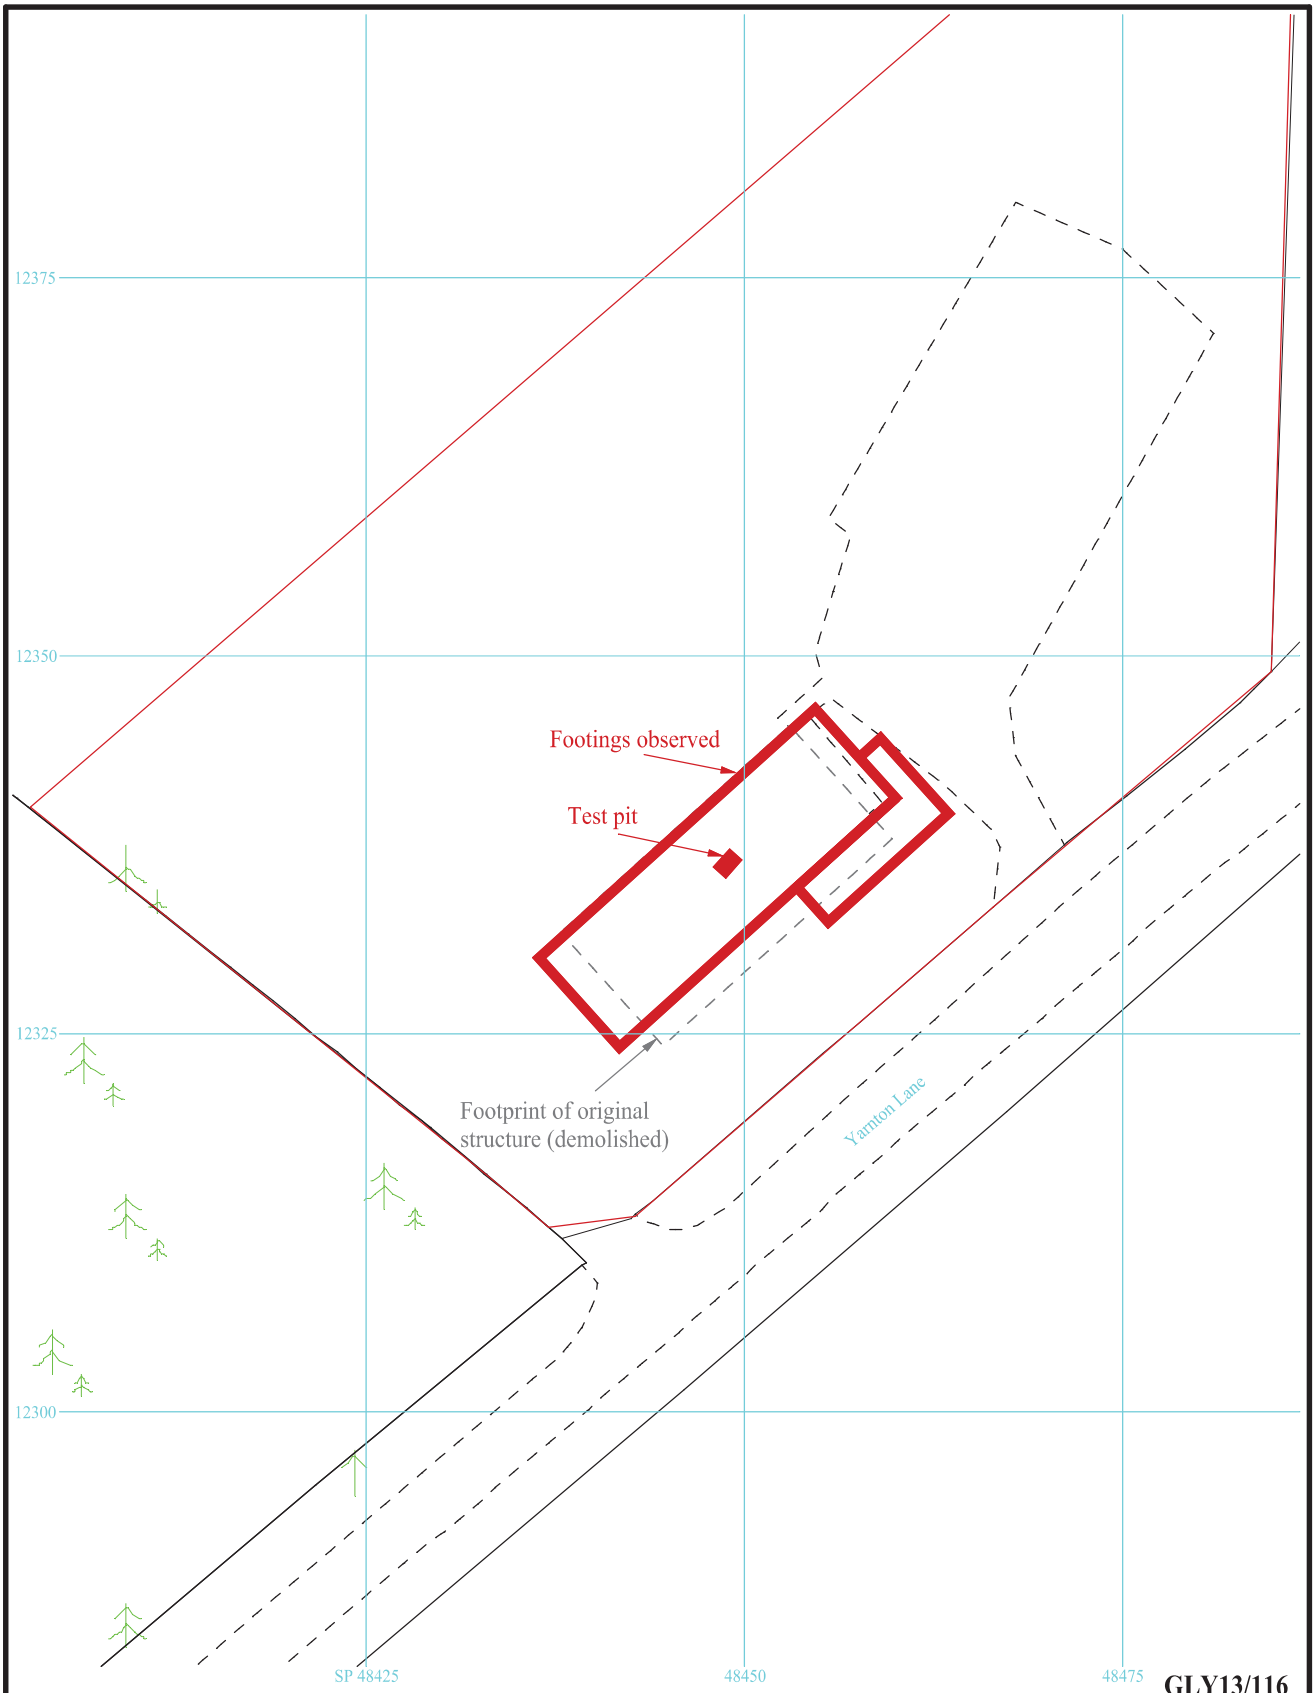 12375
12350
Footings observed
Test pit
12325
Yarnton Lane
Footprint of original
structure (demolished)
12300
SP 48425
48450
48475
GLY13/116